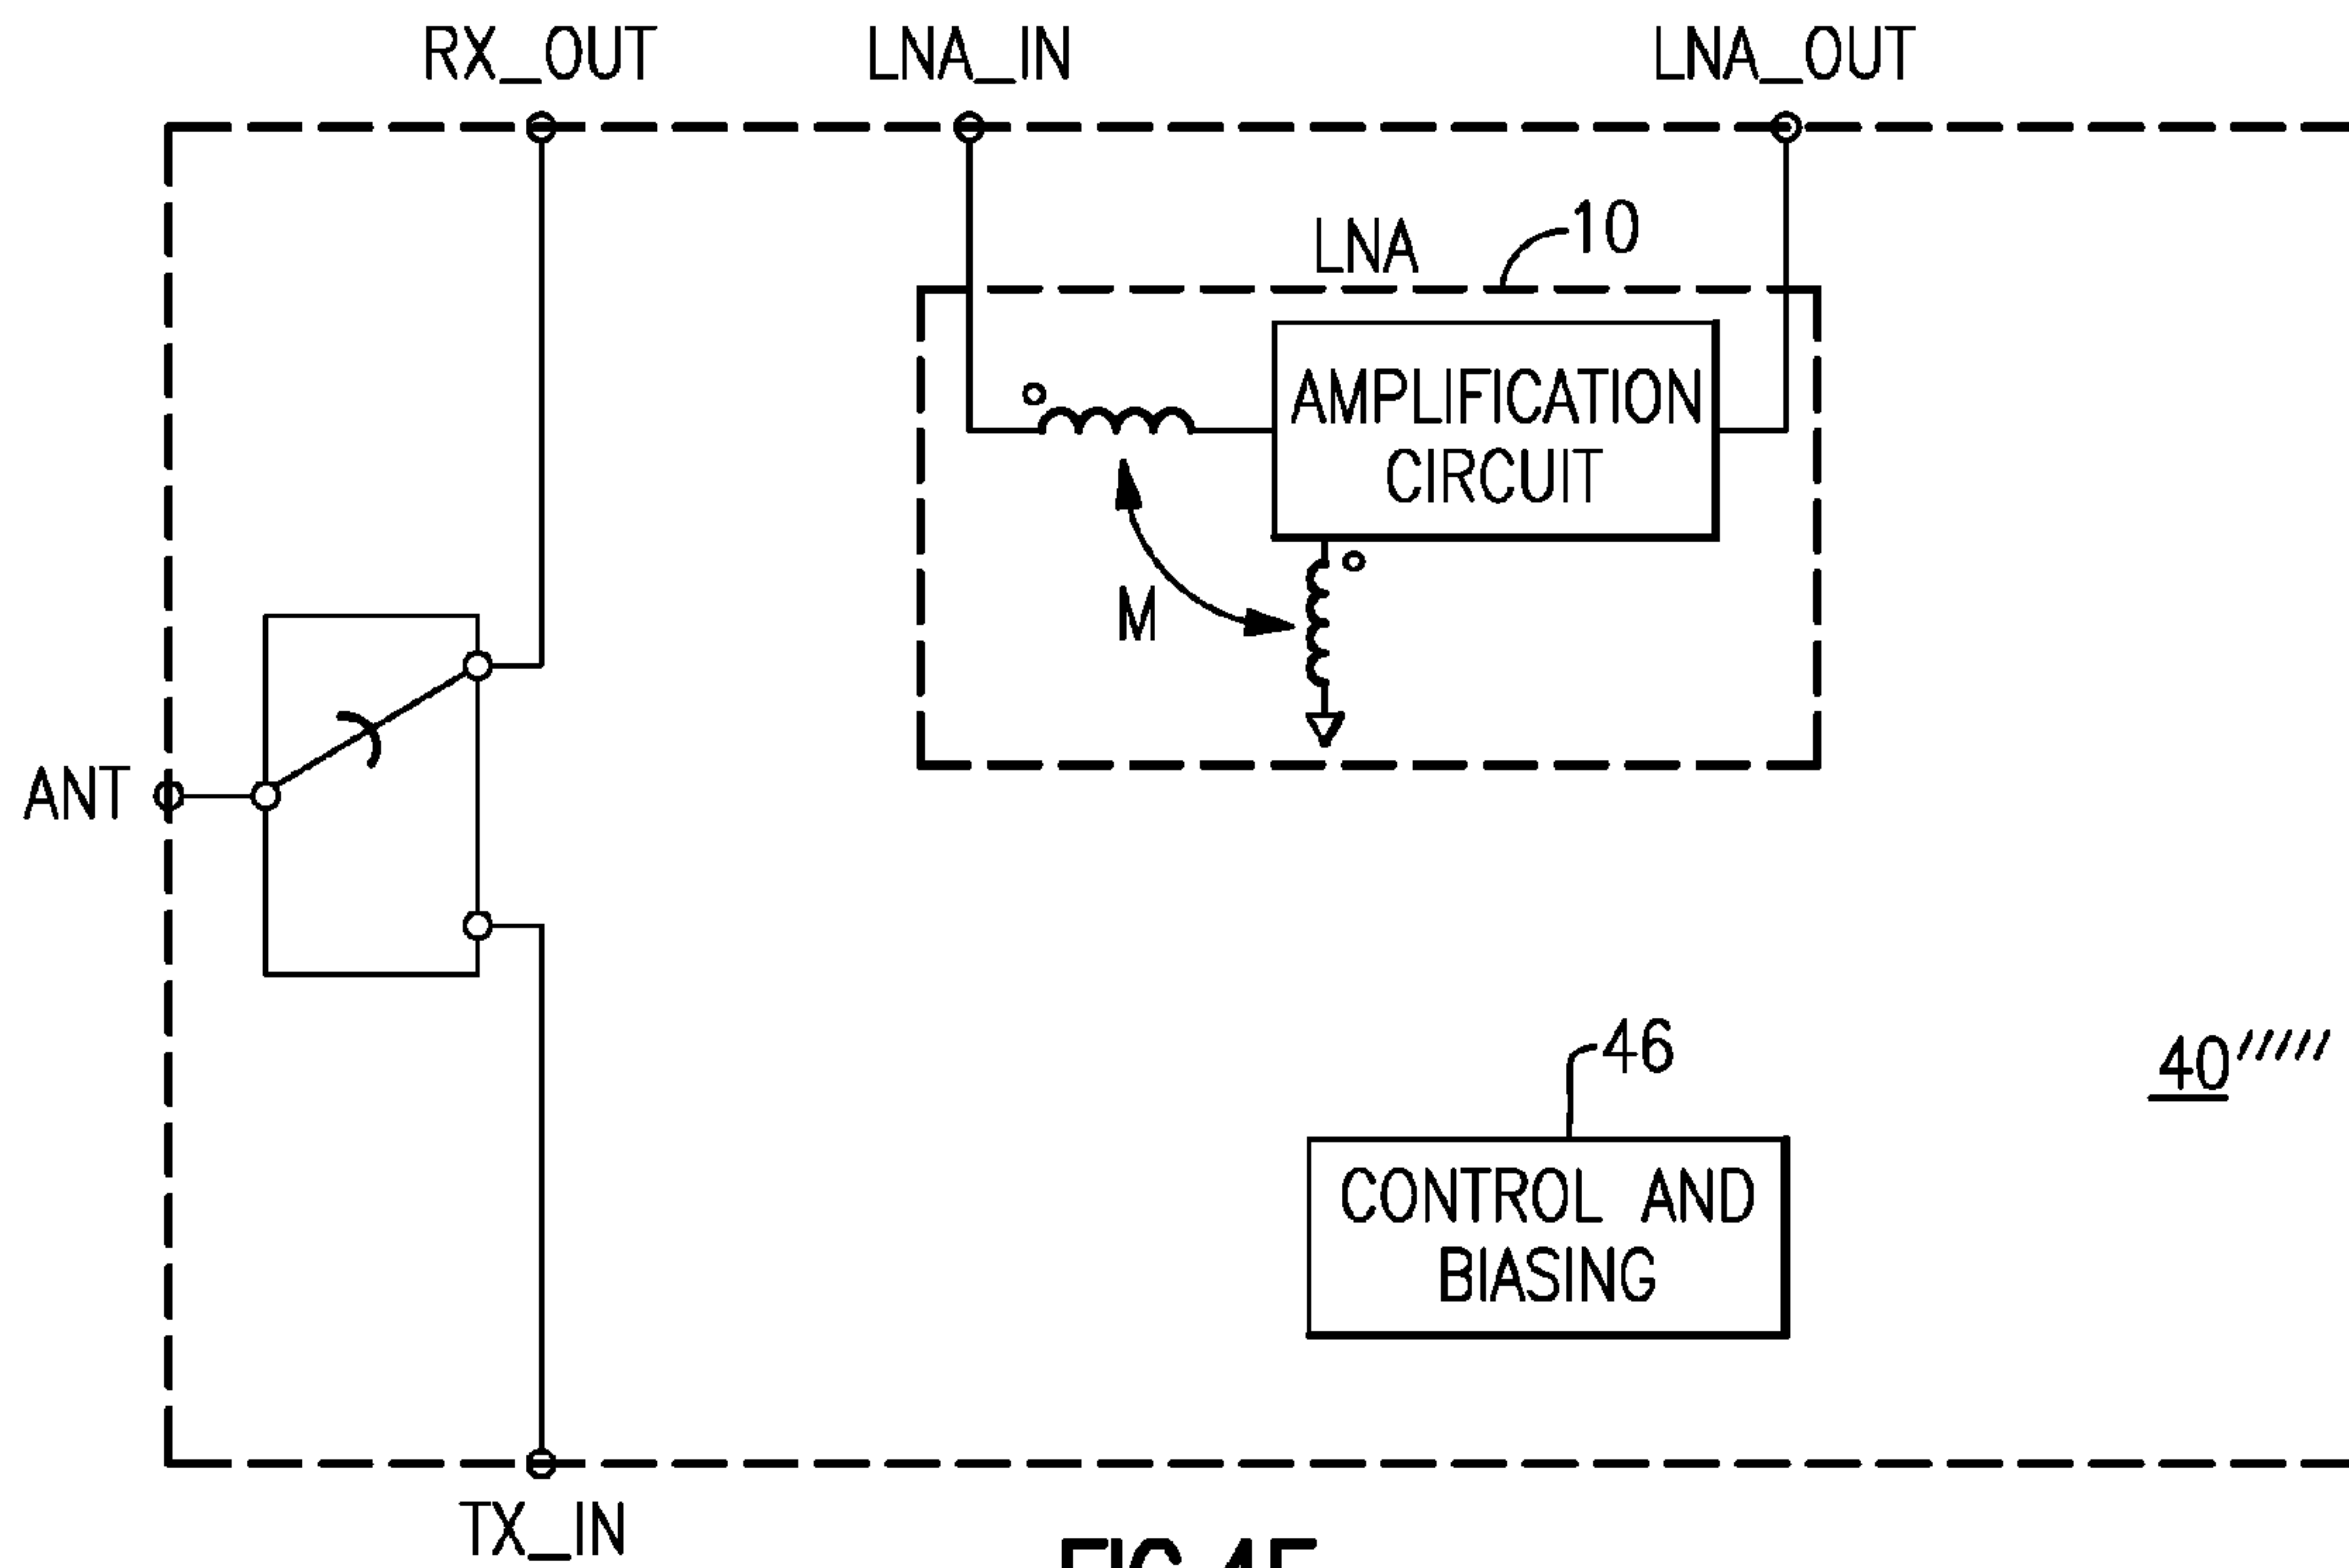 RX_OUT
LNA_IN
LNA_OUT
LNA
10
AMPLIFICATION
CIRCUIT
M
ANT
46
40′′′′′
CONTROL AND
BIASING
TX_IN